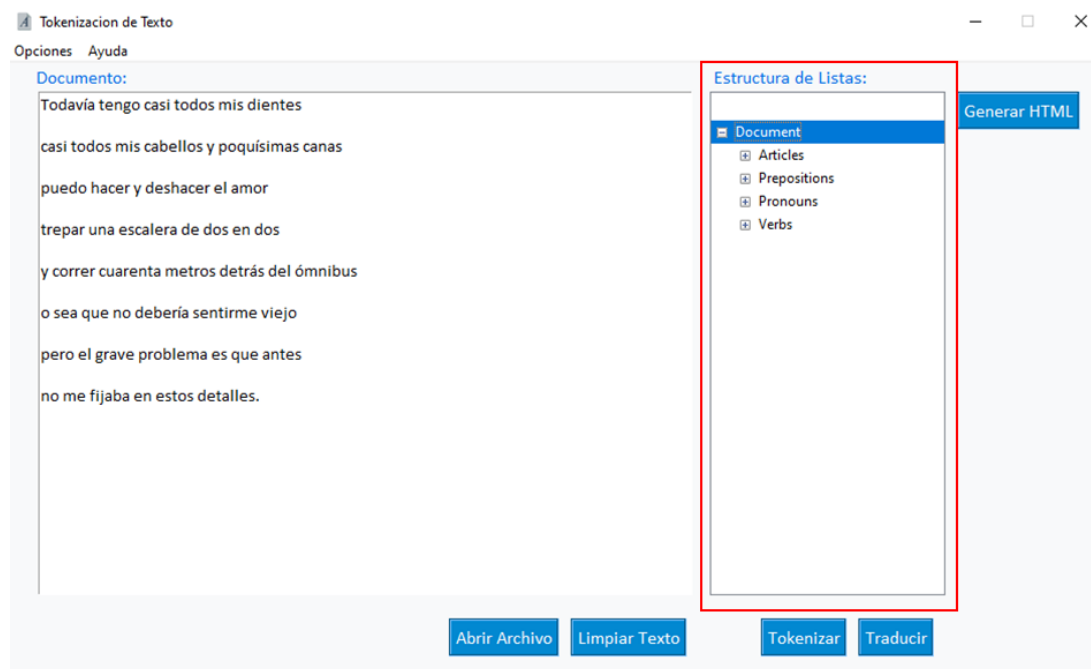 Tokenizacion de Texto
Opciones Ayuda
Documento:
Todavía tengo casi todos mis dientes
casi todos mis cabellos y poquísimas canas
puedo hacer y deshacer el amor
trepar una escalera de dos en dos
y correr cuarenta metros detrás del ómnibus
o sea que no debería sentirme viejo
pero el grave problema es que antes
no me fijaba en estos detalles.
Estructura de Listas:
Document
Articles
Prepositions
Pronouns
Verbs
Generar HTML
Abrir Archivo
Limpiar Texto
Tokenizar
Traducir